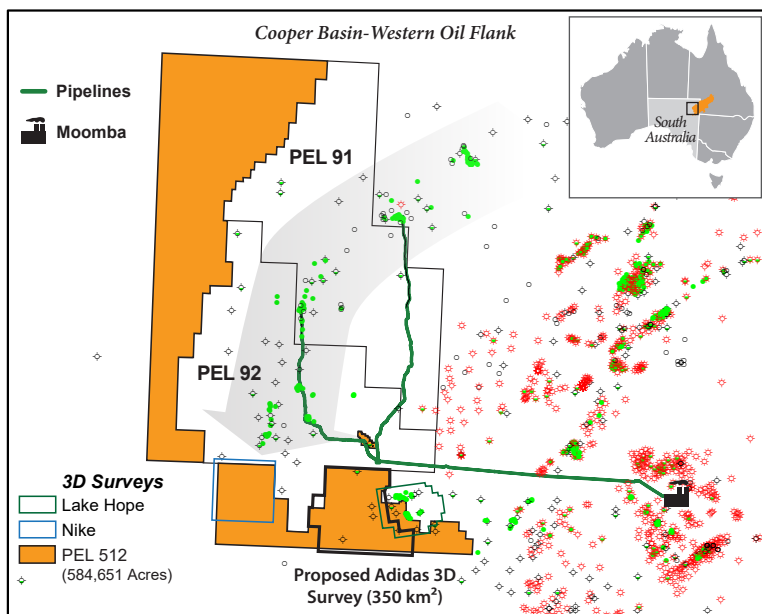 Cooper Basin-Western Oil Flank
Pipelines
Moomba
PEL 91
South
Australia
PEL 92
3D Surveys
Lake Hope
Nike
PEL 512
(584,651 Acres)
Proposed Adidas 3D
Survey (350 km²)